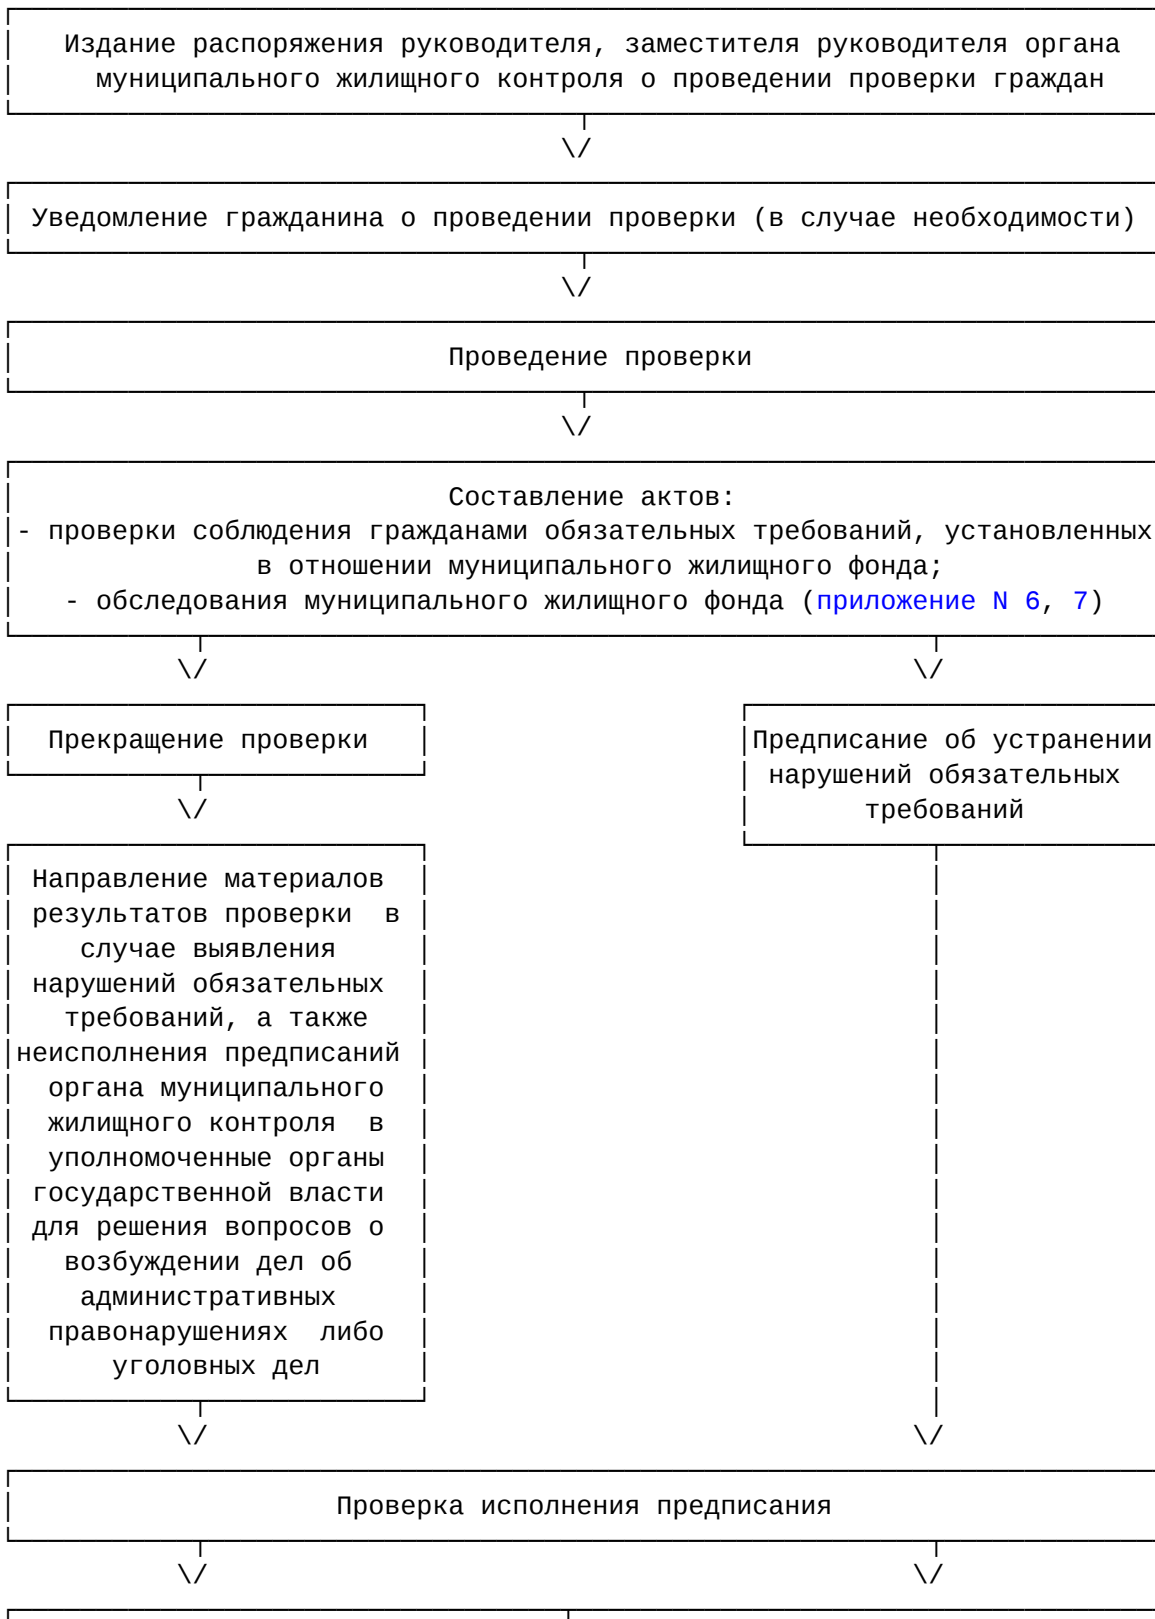 Издание распоряжения руководителя, заместителя руководителя органа
муниципального жилищного контроля о проведении проверки граждан
Уведомление гражданина о проведении проверки (в случае необходимости)
Проведение проверки
Составление актов:
- проверки соблюдения гражданами обязательных требований, установленных
в отношении муниципального жилищного фонда;
- обследования муниципального жилищного фонда (приложение N 6, 7)
Прекращение проверки
Направление материалов
результатов проверки в
случае выявления
нарушений обязательных
требований, а также
неисполнения предписаний
органа муниципального
жилищного контроля в
уполномоченные органы
государственной власти
для решения вопросов о
возбуждении дел об
административных
правонарушениях либо
уголовных дел
Предписание об устранении
нарушений обязательных
требований
Проверка исполнения предписания